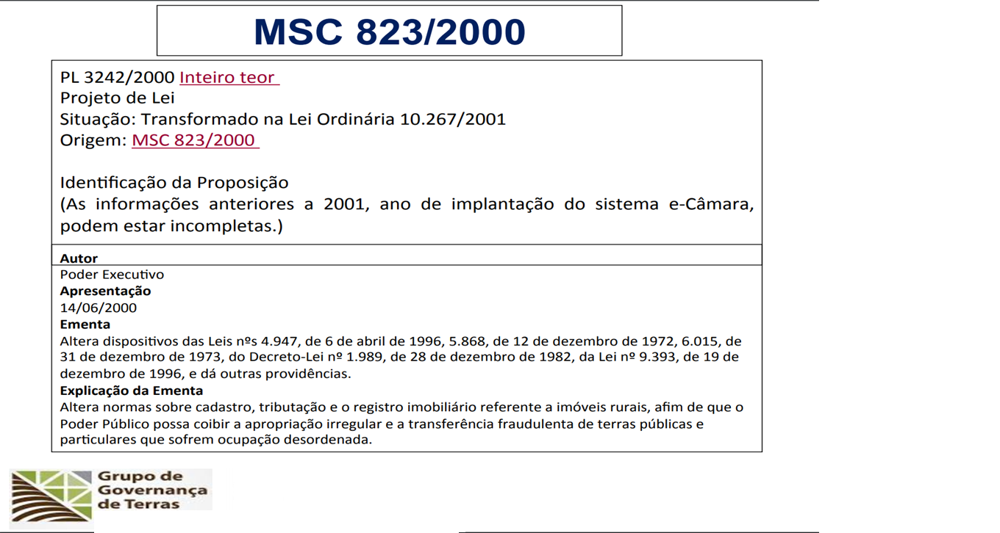 MSC 823/2000
PL 3242/2000 Inteiro teor
Projeto de Lei
Situação: Transformado na Lei Ordinária 10.267/2001
Origem: MSC 823/2000
Identificação da Proposição
(As informações anteriores a 2001, ano de implantação do sistema e-Câmara,
podem estar incompletas.)
Autor
Poder Executivo
Apresentação
14/06/2000
Ementa
Altera dispositivos das Leis nºs 4.947, de 6 de abril de 1996, 5.868, de 12 de dezembro de 1972, 6.015, de
31 de dezembro de 1973, do Decreto-Lei nº 1.989, de 28 de dezembro de 1982, da Lei nº 9.393, de 19 de
dezembro de 1996, e dá outras providências.
Explicação da Ementa
Altera normas sobre cadastro, tributação e o registro imobiliário referente a imóveis rurais, afim de que o
Poder Público possa coibir a apropriação irregular e a transferência fraudulenta de terras públicas e
particulares que sofrem ocupação desordenada.
Grupo de
Governança
de Terras